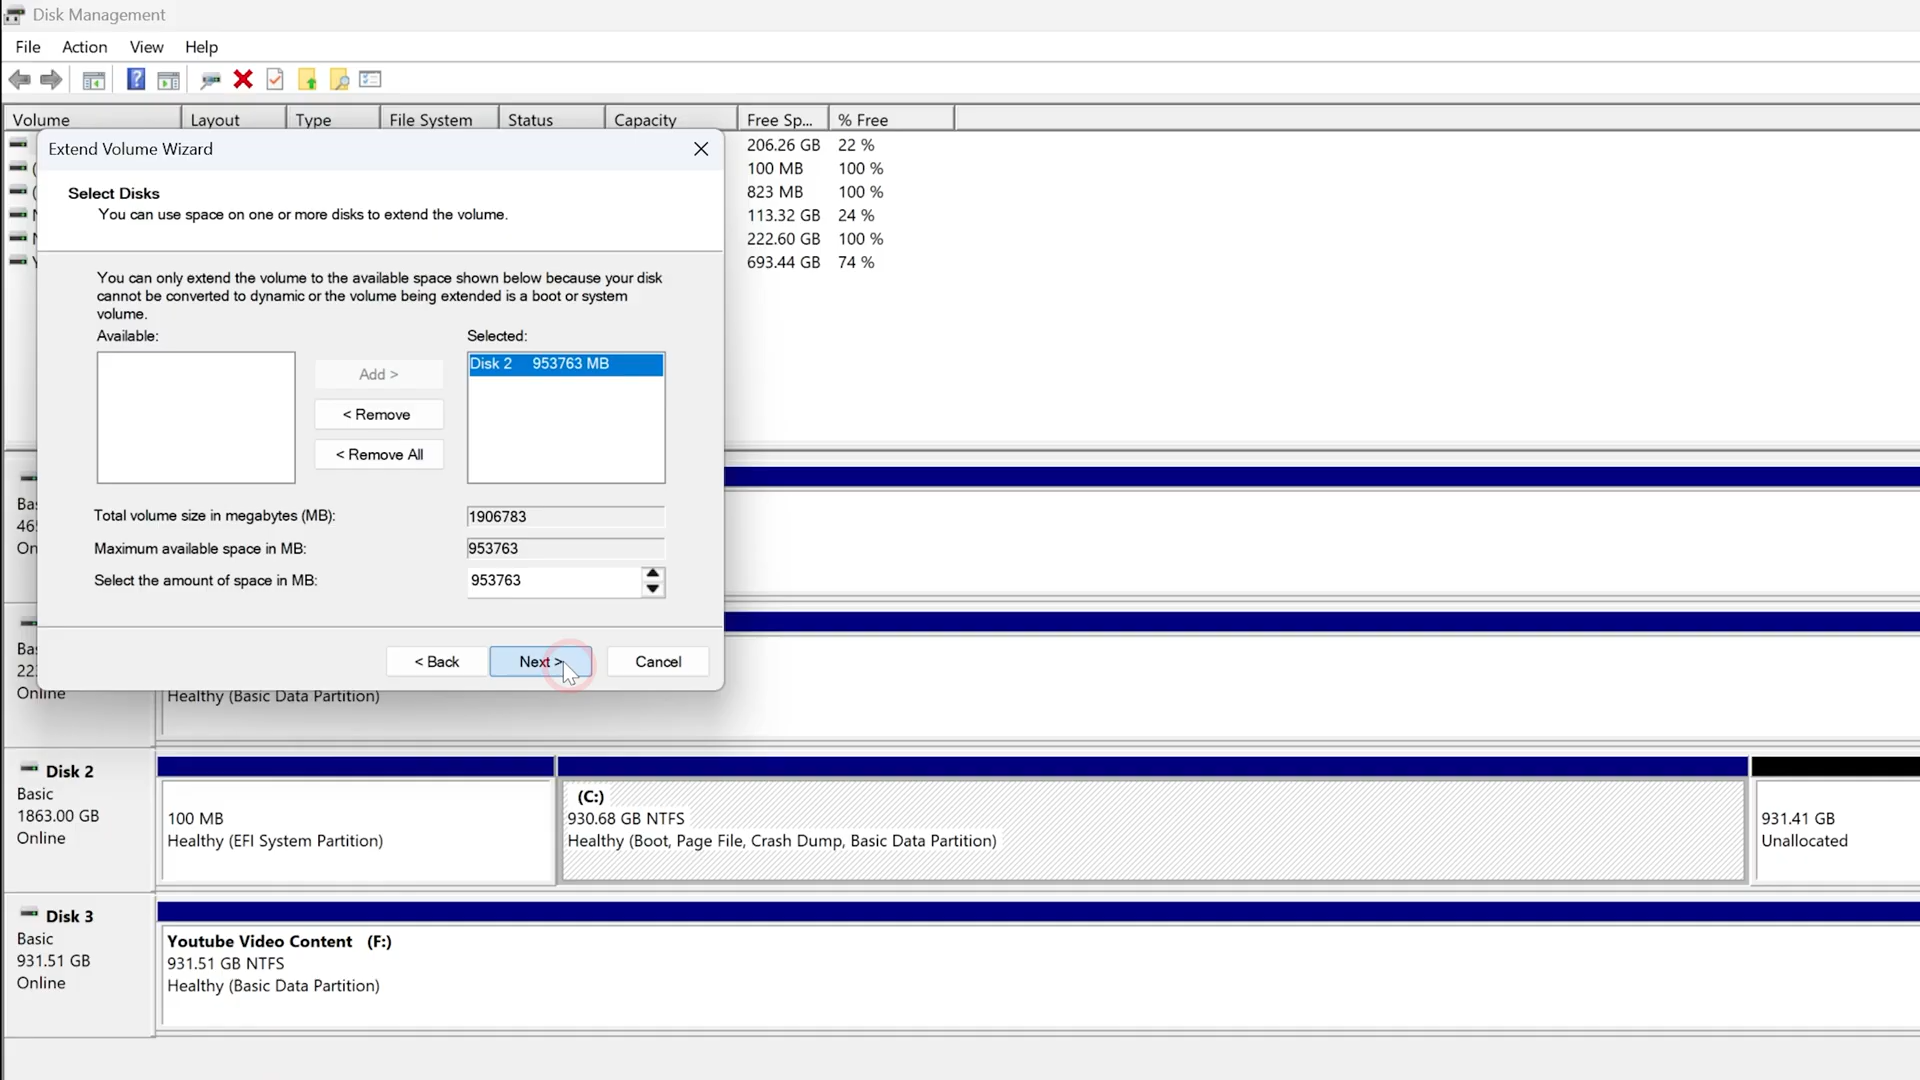 Disk Management
File Action View Help
Volume Layout Type File System Status Capacity Free Sp... % Free
206.26 GB 22 %
100 MB 100 %
823 MB 100 %
113.32 GB 24 %
222.60 GB 100 %
693.44 GB 74 %
Extend Volume Wizard
Select Disks
You can use space on one or more disks to extend the volume.
You can only extend the volume to the available space shown below because your disk
cannot be converted to dynamic or the volume being extended is a boot or system
volume.
Available: Selected:
Disk 2 953763 MB
Add >
< Remove
< Remove All
Total volume size in megabytes (MB): 1906783
Maximum available space in MB: 953763
Select the amount of space in MB: 953763
< Back Next > Cancel
Online
Healthy (Basic Data Partition)
Disk 2
Basic
1863.00 GB
Online
100 MB
Healthy (EFI System Partition)
(C:)
930.68 GB NTFS
Healthy (Boot, Page File, Crash Dump, Basic Data Partition)
931.41 GB
Unallocated
Disk 3
Basic
931.51 GB
Online
Youtube Video Content (F:)
931.51 GB NTFS
Healthy (Basic Data Partition)